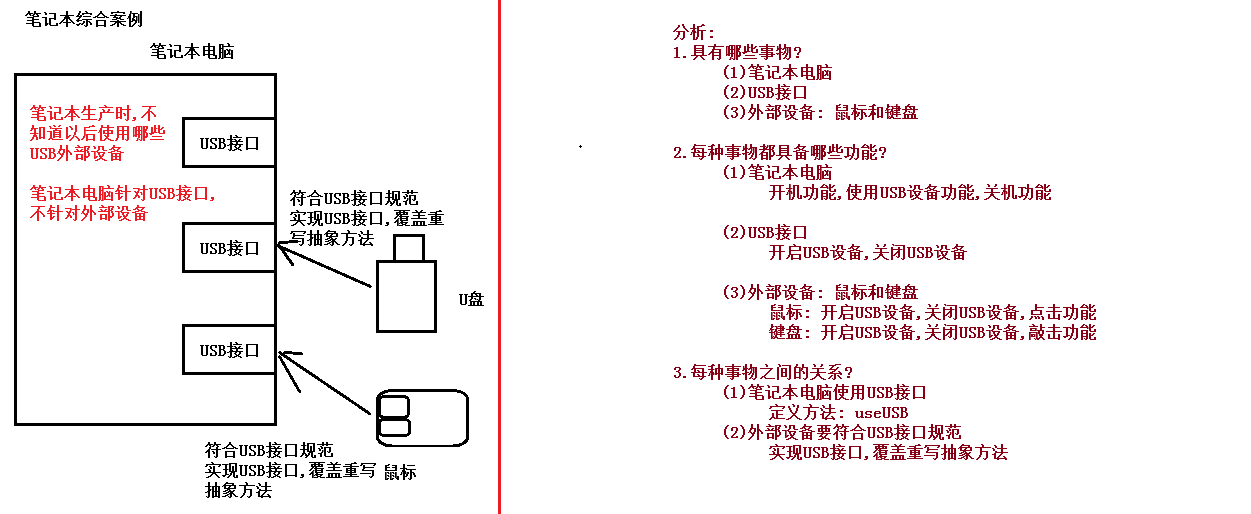 笔记本综合案例
笔记本电脑
笔记本生产时,不
知道以后使用哪些
USB外部设备
笔记本电脑针对USB接口,
不针对外部设备
USB接口
USB接口
USB接口
符合USB接口规范
实现USB接口,覆盖重
写抽象方法
U盘
符合USB接口规范
实现USB接口,覆盖重写
抽象方法
鼠标
分析:
1.具有哪些事物?
(1)笔记本电脑
(2)USB接口
(3)外部设备: 鼠标和键盘
2.每种事物都具备哪些功能?
(1)笔记本电脑
开机功能,使用USB设备功能,关机功能
(2)USB接口
开启USB设备,关闭USB设备
(3)外部设备: 鼠标和键盘
鼠标: 开启USB设备,关闭USB设备,点击功能
键盘: 开启USB设备,关闭USB设备,敲击功能
3.每种事物之间的关系?
(1)笔记本电脑使用USB接口
定义方法: useUSB
(2)外部设备要符合USB接口规范
实现USB接口,覆盖重写抽象方法